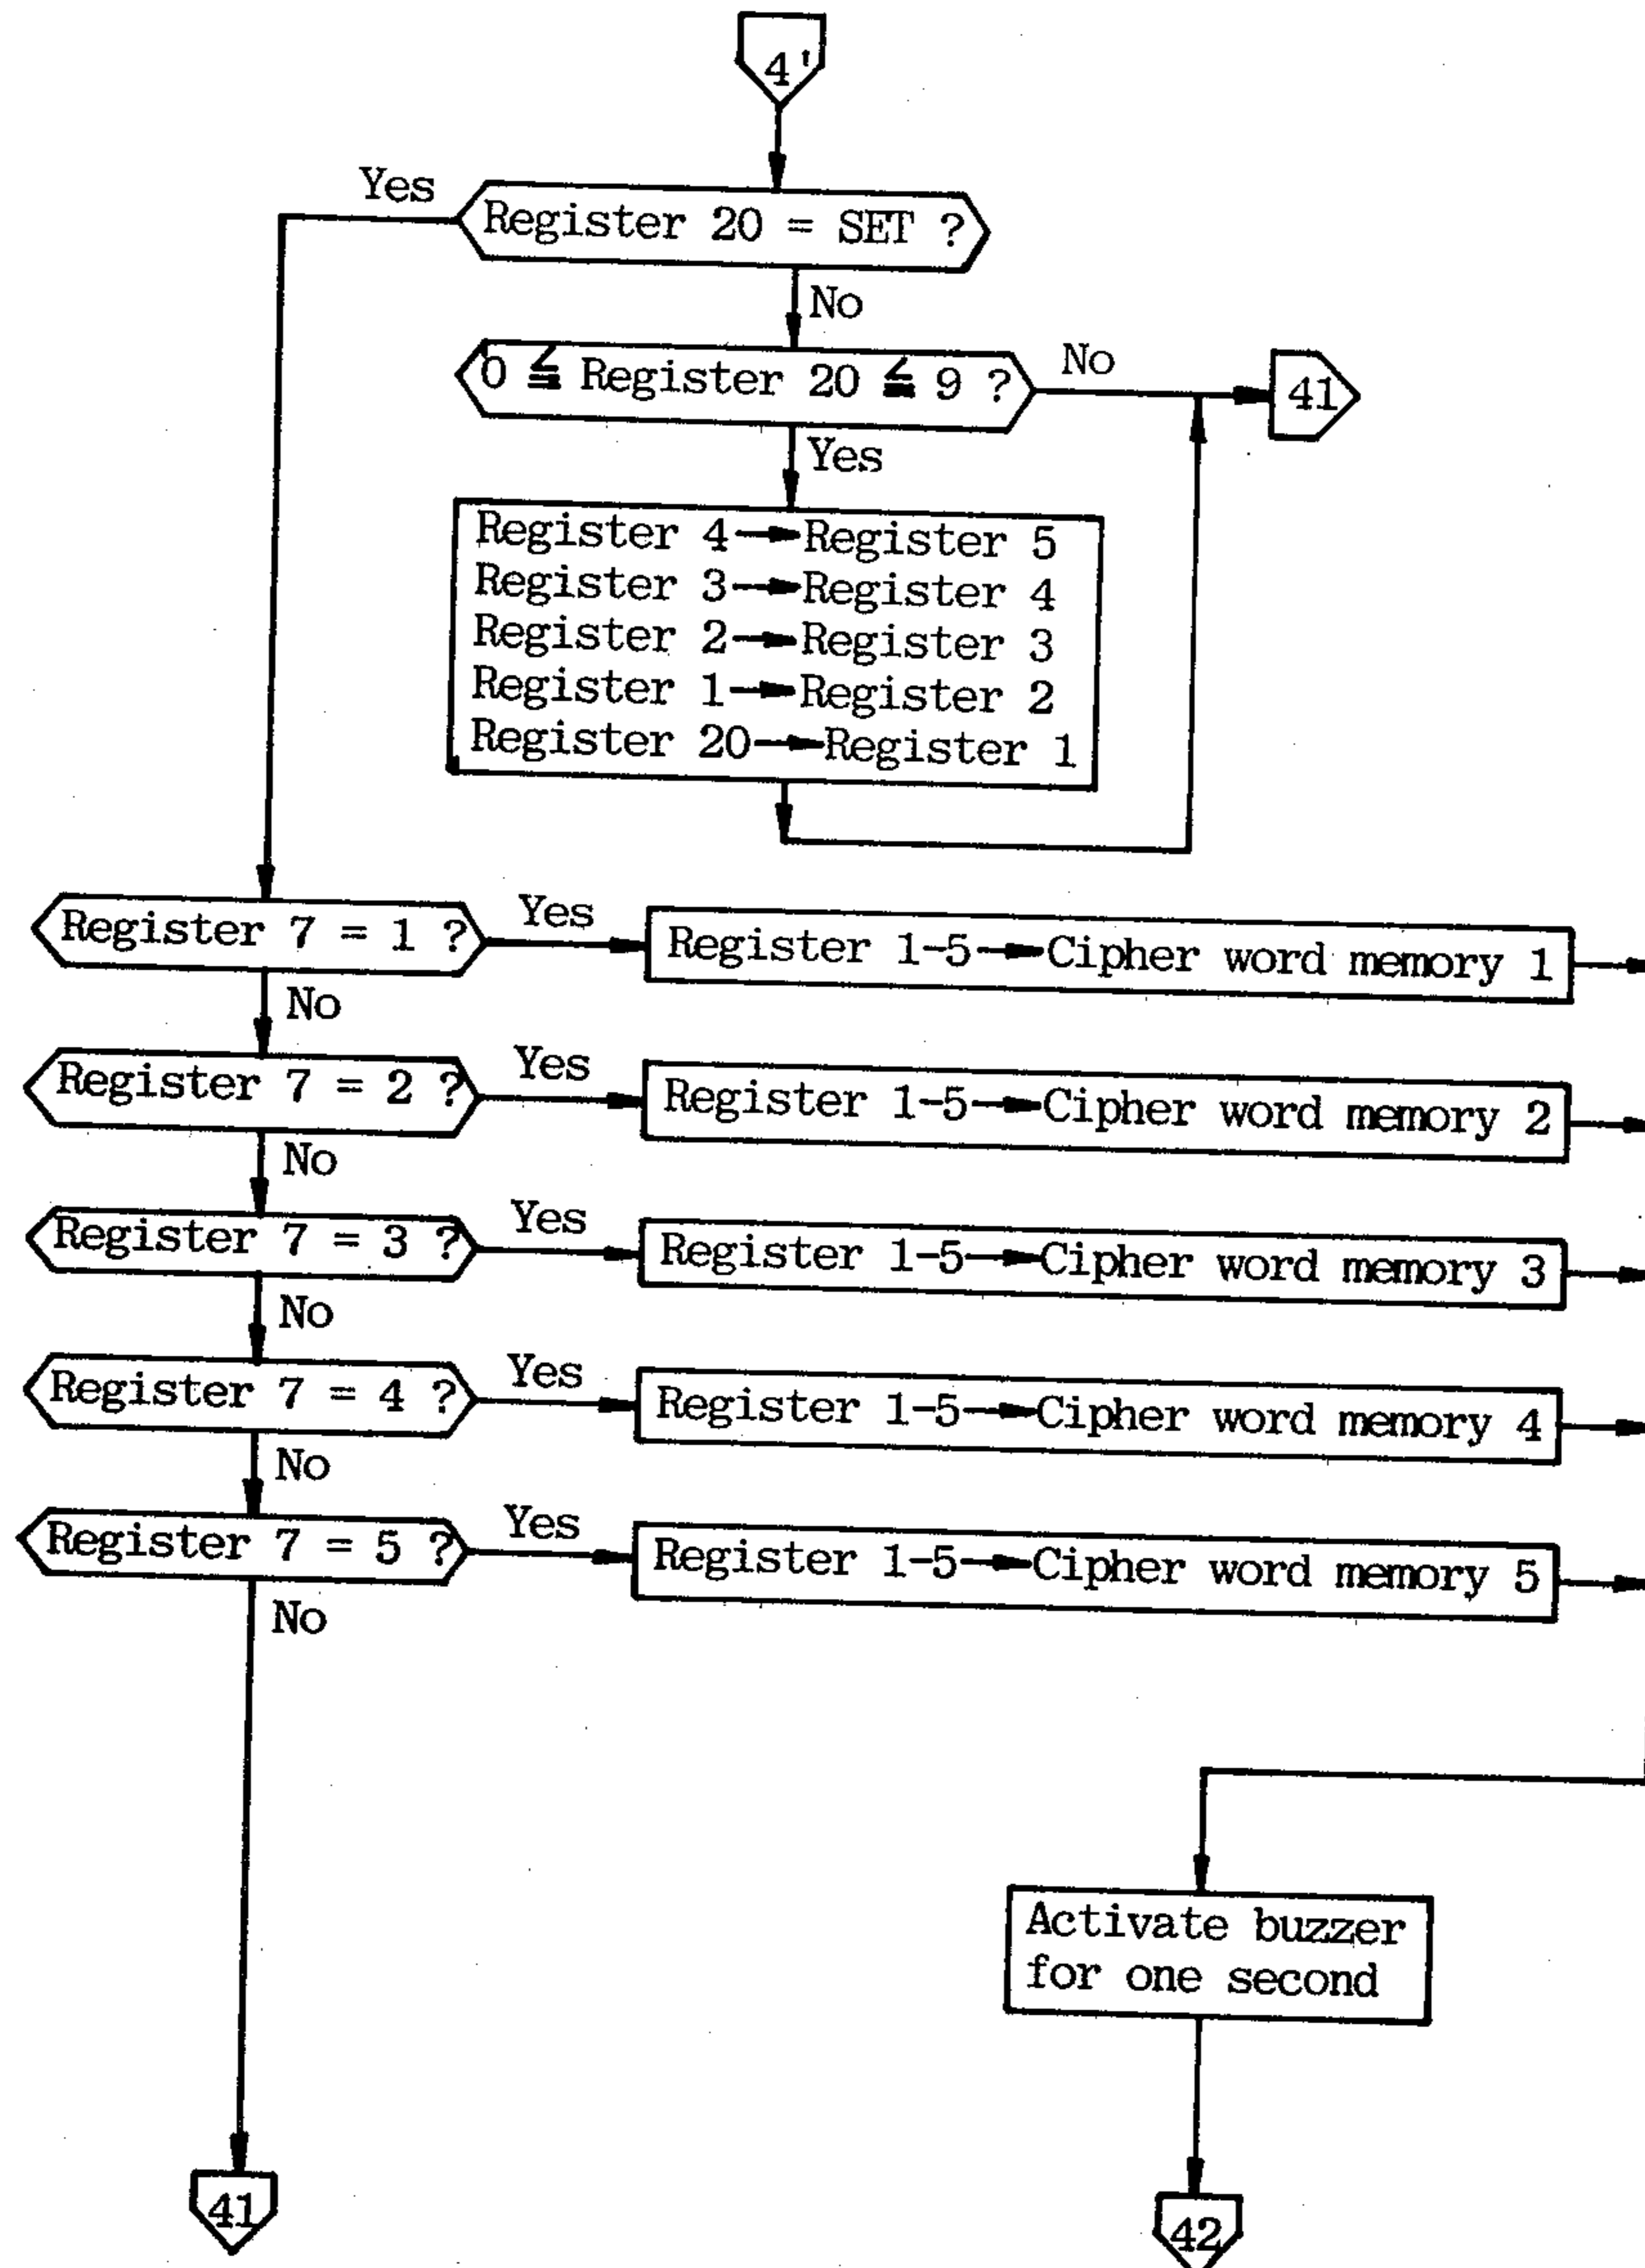 4'
Yes
Register 20 = SET ?
No
0 ≦ Register 20 ≦ 9 ?
No
41
Yes
Register 4→Register 5
Register 3→Register 4
Register 2→Register 3
Register 1→Register 2
Register 20→Register 1
Register 7 = 1 ?
Yes
Register 1-5→Cipher word memory 1
No
Register 7 = 2 ?
Yes
Register 1-5→Cipher word memory 2
No
Register 7 = 3 ?
Yes
Register 1-5→Cipher word memory 3
No
Register 7 = 4 ?
Yes
Register 1-5→Cipher word memory 4
No
Register 7 = 5 ?
Yes
Register 1-5→Cipher word memory 5
No
Activate buzzer
for one second
41
42